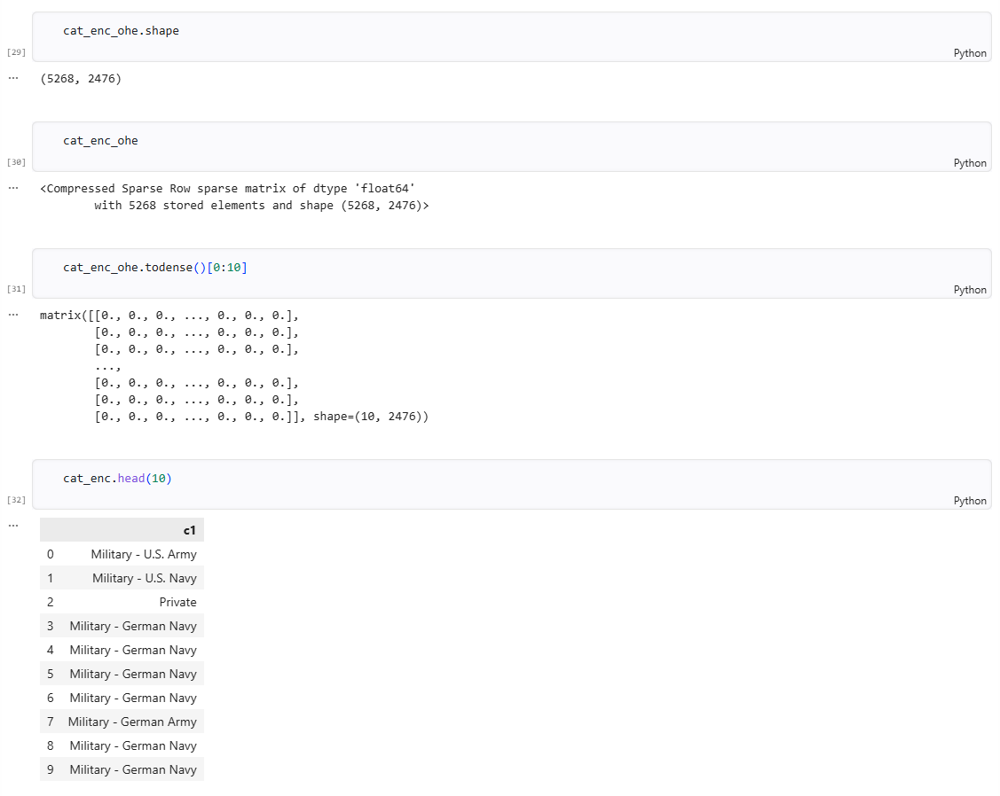 cat_enc_ohe.shape
[29]
Python
... (5268, 2476)
cat_enc_ohe
[30]
Python
... <Compressed Sparse Row sparse matrix of dtype 'float64'
with 5268 stored elements and shape (5268, 2476)>
cat_enc_ohe.todense()[0:10]
[31]
Python
... matrix([[0., 0., 0., ..., 0., 0., 0.],
[0., 0., 0., ..., 0., 0., 0.],
[0., 0., 0., ..., 0., 0., 0.],
...,
[0., 0., 0., ..., 0., 0., 0.],
[0., 0., 0., ..., 0., 0., 0.],
[0., 0., 0., ..., 0., 0., 0.]], shape=(10, 2476))
cat_enc.head(10)
[32]
Python
...
c1
0 Military - U.S. Army
1 Military - U.S. Navy
2 Private
3 Military - German Navy
4 Military - German Navy
5 Military - German Navy
6 Military - German Navy
7 Military - German Army
8 Military - German Navy
9 Military - German Navy